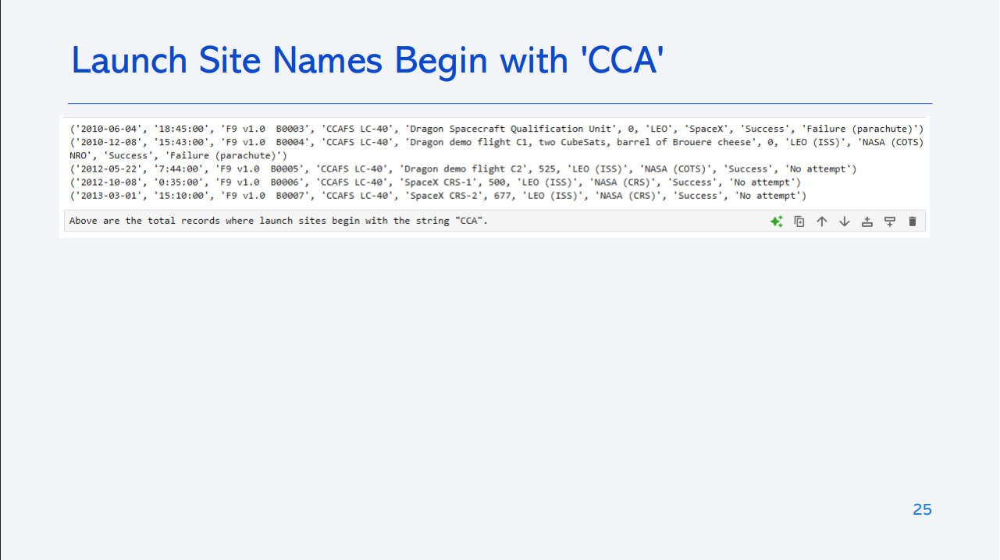 Launch Site Names Begin with 'CCA'
('2010-06-04', '18:45:00', 'F9 v1.0  B0003', 'CCAFS LC-40', 'Dragon Spacecraft Qualification Unit', 0, 'LEO', 'SpaceX', 'Success', 'Failure (parachute)')
('2010-12-08', '15:43:00', 'F9 v1.0  B0004', 'CCAFS LC-40', 'Dragon demo flight C1, two CubeSats, barrel of Brouere cheese', 0, 'LEO (ISS)', 'NASA (COTS)
NRO', 'Success', 'Failure (parachute)')
('2012-05-22', '7:44:00', 'F9 v1.0  B0005', 'CCAFS LC-40', 'Dragon demo flight C2', 525, 'LEO (ISS)', 'NASA (COTS)', 'Success', 'No attempt')
('2012-10-08', '0:35:00', 'F9 v1.0  B0006', 'CCAFS LC-40', 'SpaceX CRS-1', 500, 'LEO (ISS)', 'NASA (CRS)', 'Success', 'No attempt')
('2013-03-01', '15:10:00', 'F9 v1.0  B0007', 'CCAFS LC-40', 'SpaceX CRS-2', 677, 'LEO (ISS)', 'NASA (CRS)', 'Success', 'No attempt')
Above are the total records where launch sites begin with the string "CCA".
25